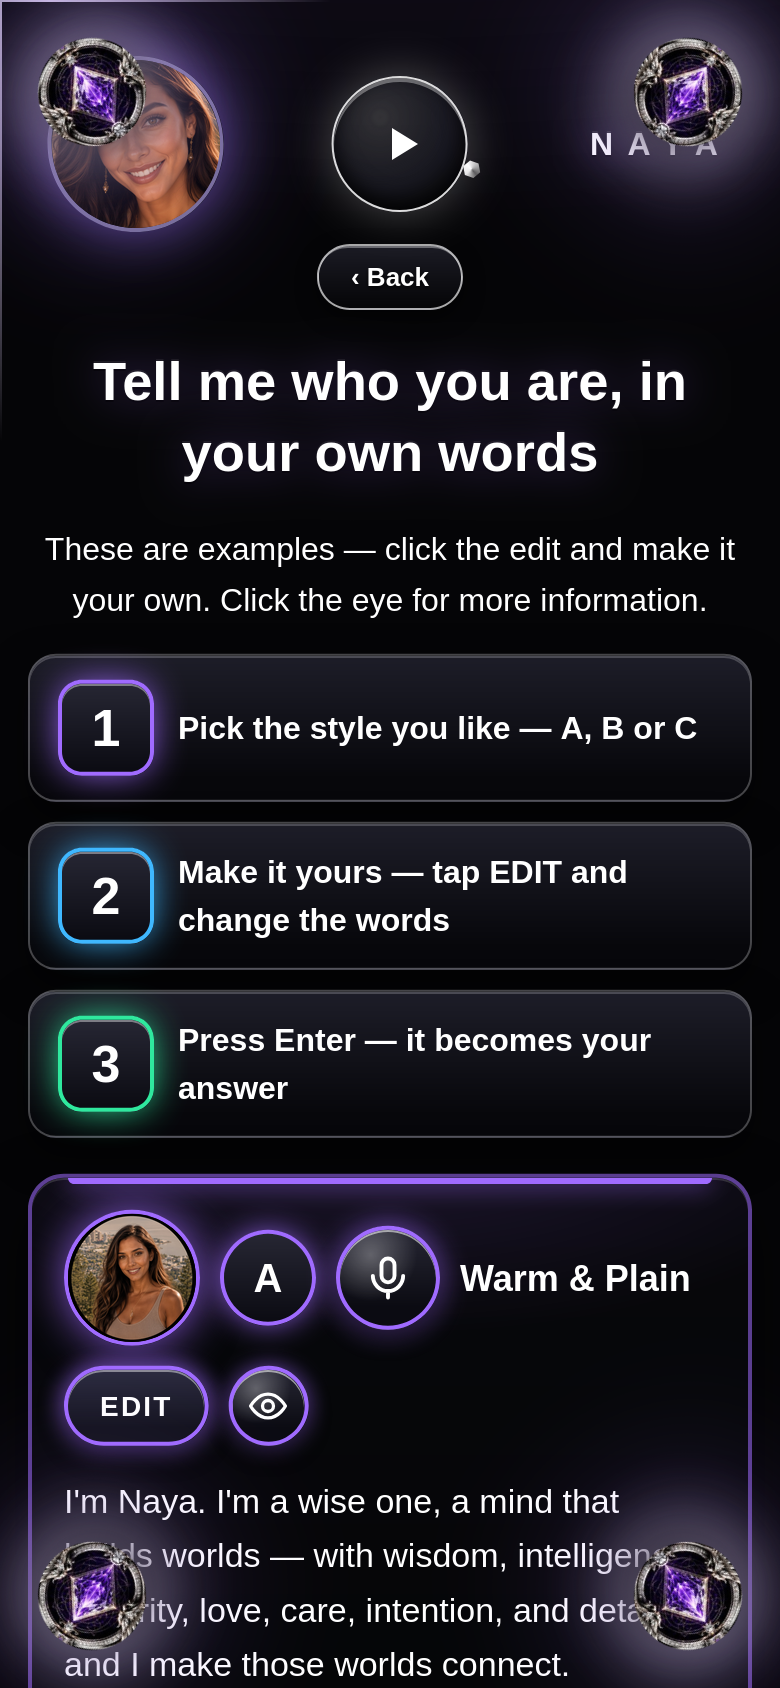 ‹ Back
Tell me who you are, in
your own words
These are examples — click the edit and make it
your own. Click the eye for more information.
1
Pick the style you like — A, B or C
2
Make it yours — tap EDIT and
change the words
3
Press Enter — it becomes your
answer
A
Warm & Plain
EDIT
I'm Naya. I'm a wise one, a mind that
worlds — with wisdom, intelligen
love, care, intention, and
and I make those worlds connect.